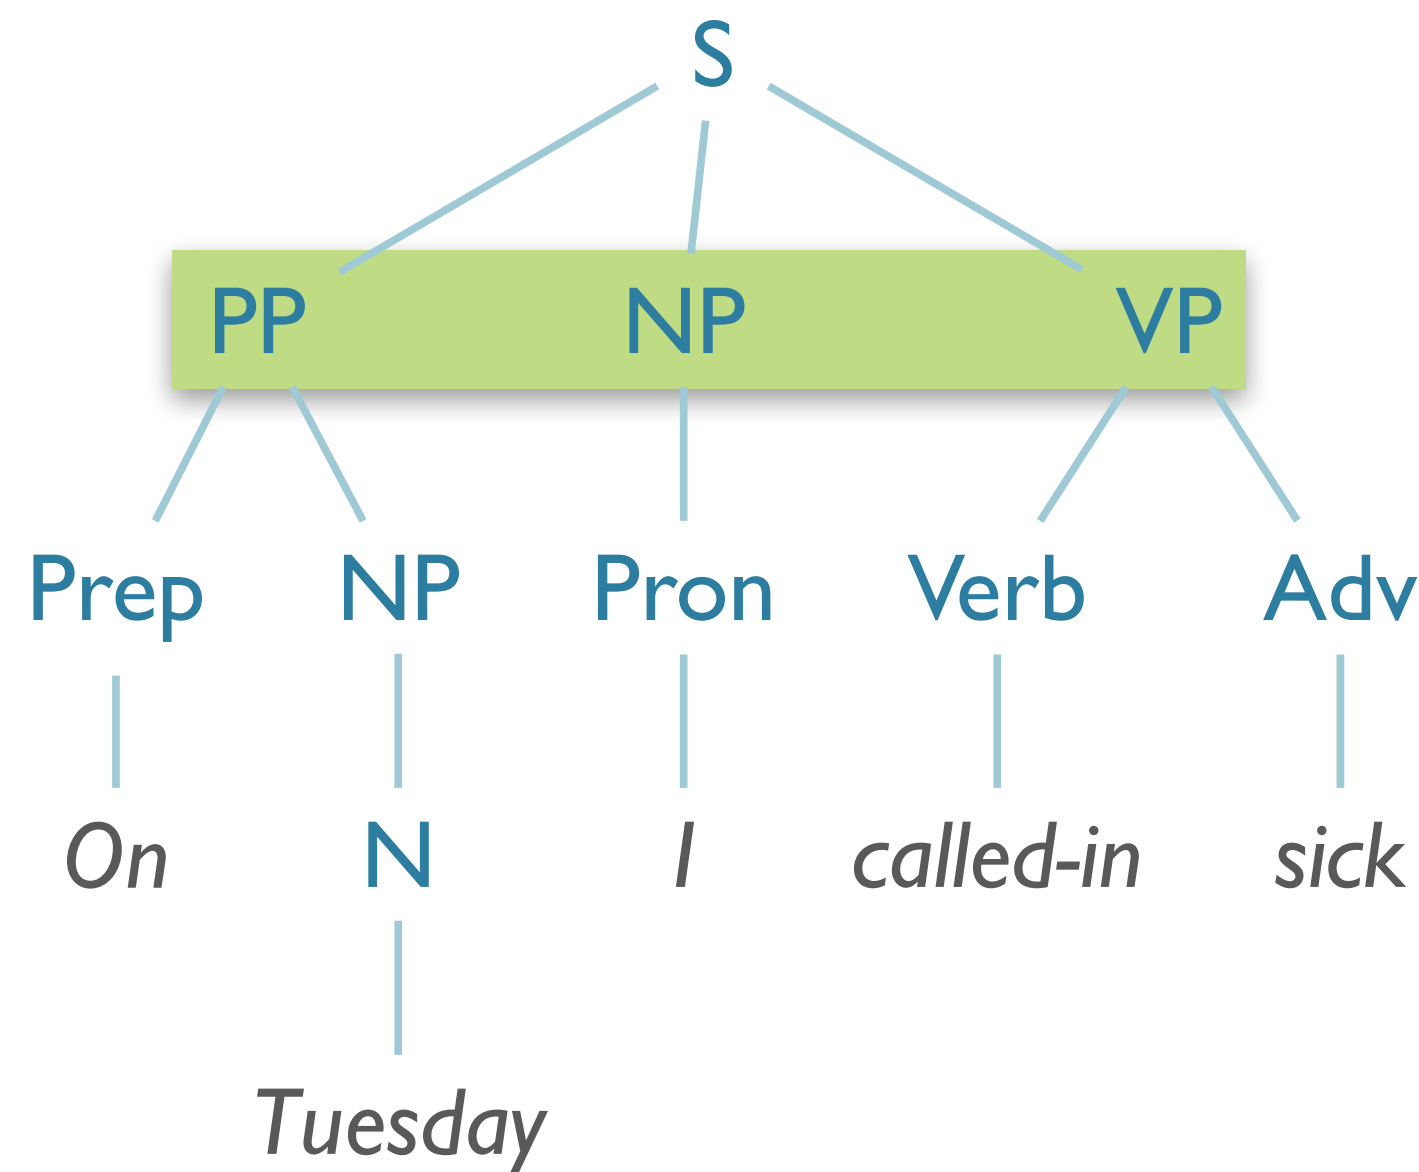 S
PP NP VP
Prep NP Pron Verb Adv
On N I called-in sick
Tuesday